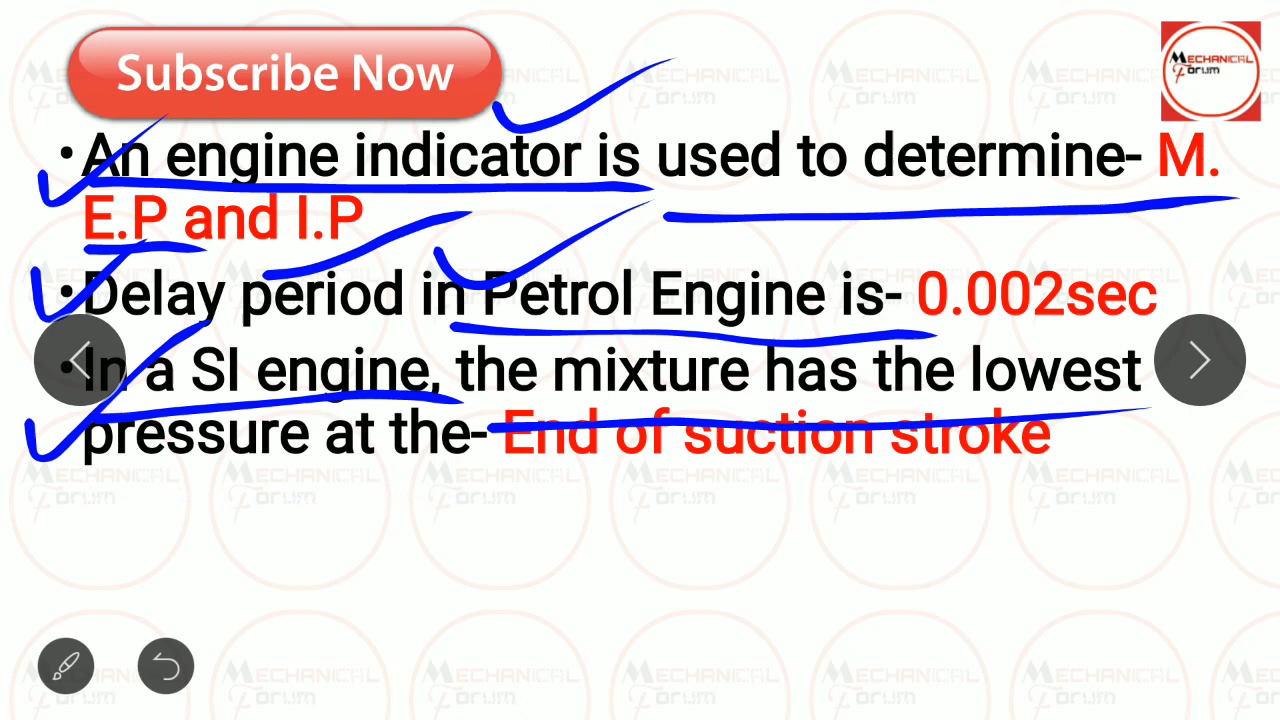 Subscribe Now
MECHANICAL
Forum
•An engine indicator is used to determine- M.
E.P and I.P
•Delay period in Petrol Engine is- 0.002sec
•In a SI engine, the mixture has the lowest
pressure at the- End of suction stroke